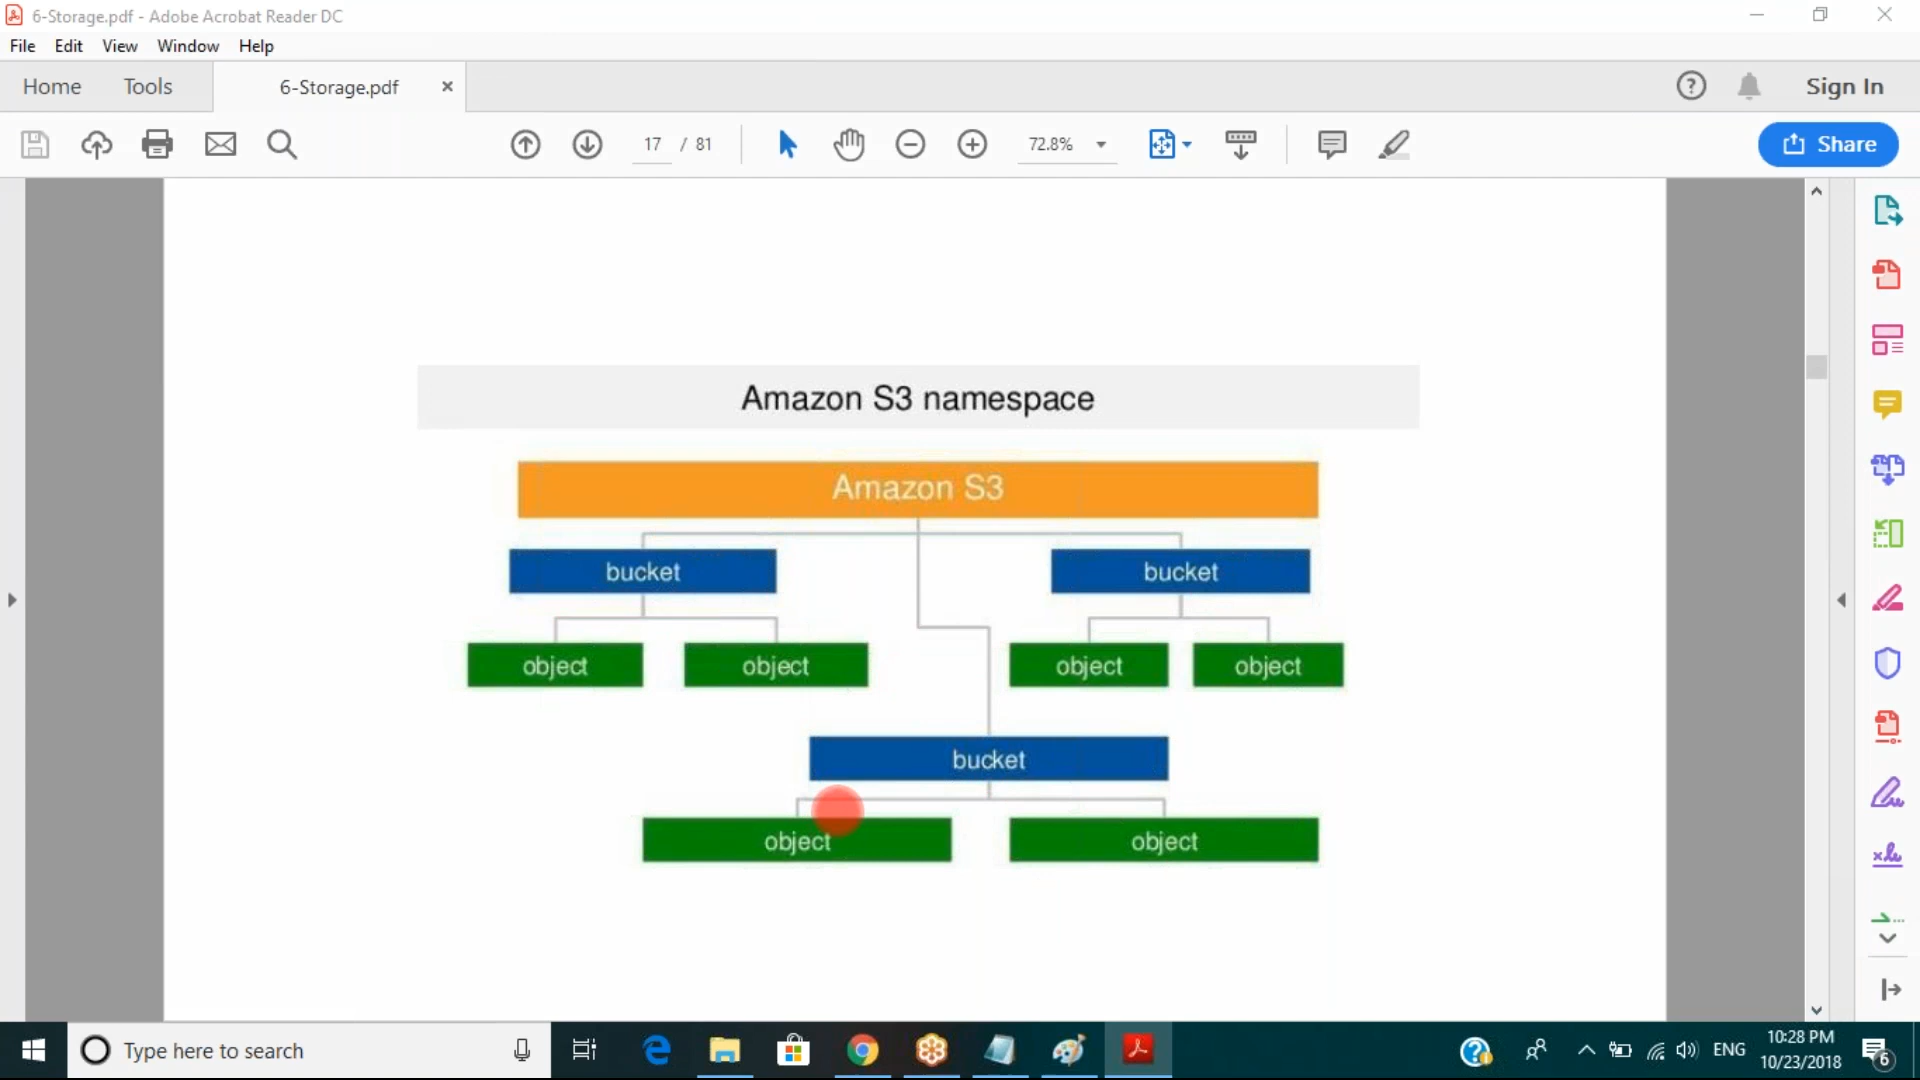 6-Storage.pdf - Adobe Acrobat Reader DC
File Edit View Window Help
Home Tools 6-Storage.pdf × Sign In
17 / 81 72.8% Share
Amazon S3 namespace
Amazon S3
bucket bucket
object object object object
bucket
object object
Type here to search ENG 10:28 PM
10/23/2018 6